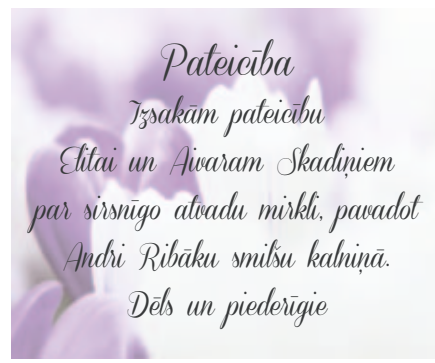 Pateicība
Izsakām pateicību
Elitai un Aivaram Skadiņiem
par sirsnīgo atvadu mirkli, pavadot
Andri Ribāku smilšu kalniņā.
Dēls un piederīgie